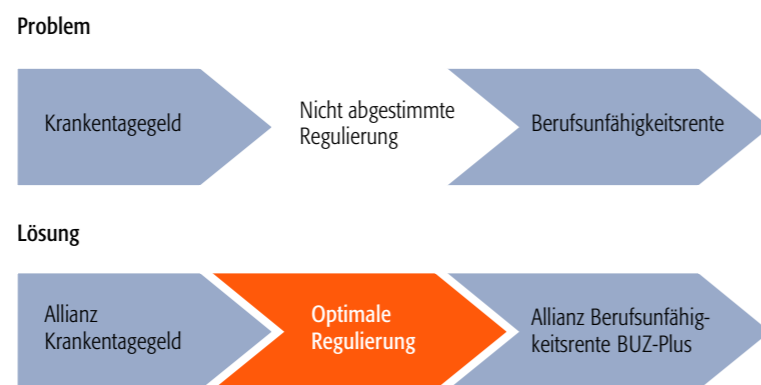 Problem
Krankentagegeld
Nicht abgestimmte
Regulierung
Berufsunfähigkeitsrente
Lösung
Allianz
Krankentagegeld
Optimale
Regulierung
Allianz Berufsunfähig-
keitsrente BUZ-Plus